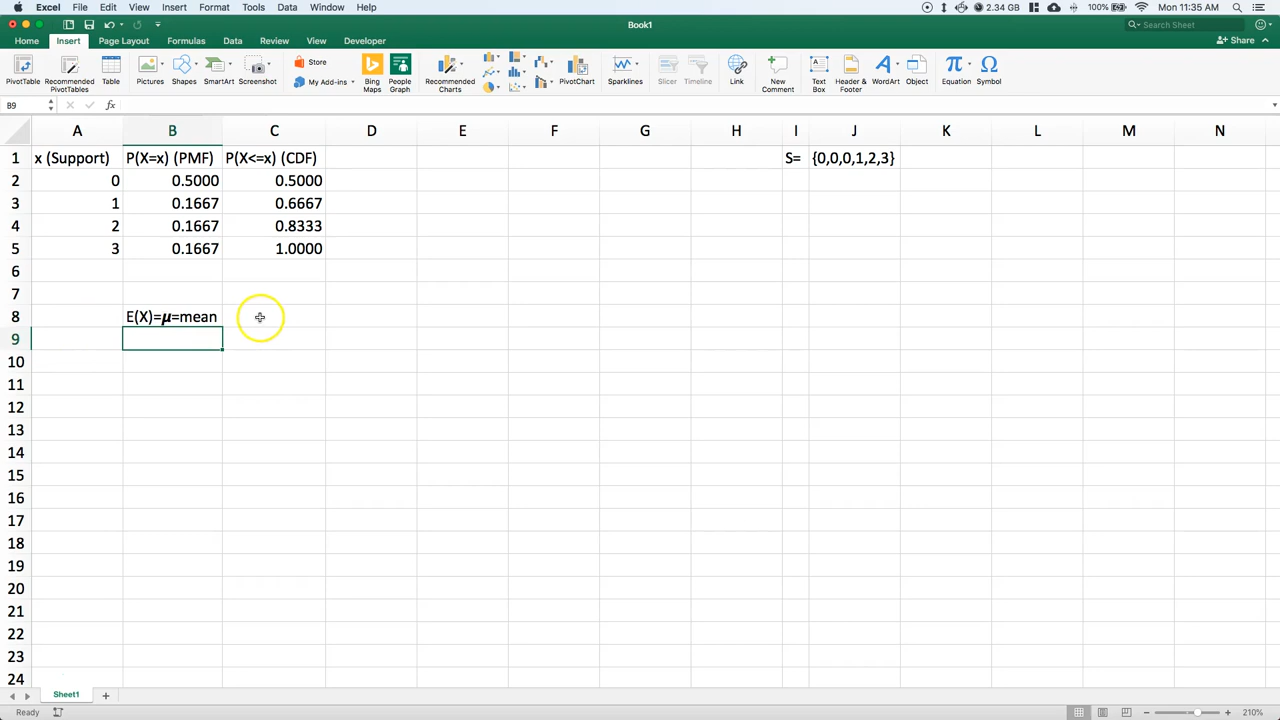 Excel File Edit View Insert Format Tools Data Window Help 2.34 GB 100% Mon 11:35 AM
Book1
Search Sheet
Home Insert Page Layout Formulas Data Review View Developer Share
PivotTable Recommended PivotTables Table Pictures Shapes SmartArt Screenshot Store My Add-ins Bing Maps People Graph Recommended Charts PivotChart Sparklines Slicer Timeline Link New Comment Text Box Header & Footer WordArt Object Equation Symbol
B9 fx
A B C D E F G H I J K L M N
1 x (Support) P(X=x) (PMF) P(X<=x) (CDF) S= {0,0,0,1,2,3}
2 0 0.5000 0.5000
3 1 0.1667 0.6667
4 2 0.1667 0.8333
5 3 0.1667 1.0000
6
7
8 E(X)=μ=mean
9
10
11
12
13
14
15
16
17
18
19
20
21
22
23
24
Sheet1
Ready 210%